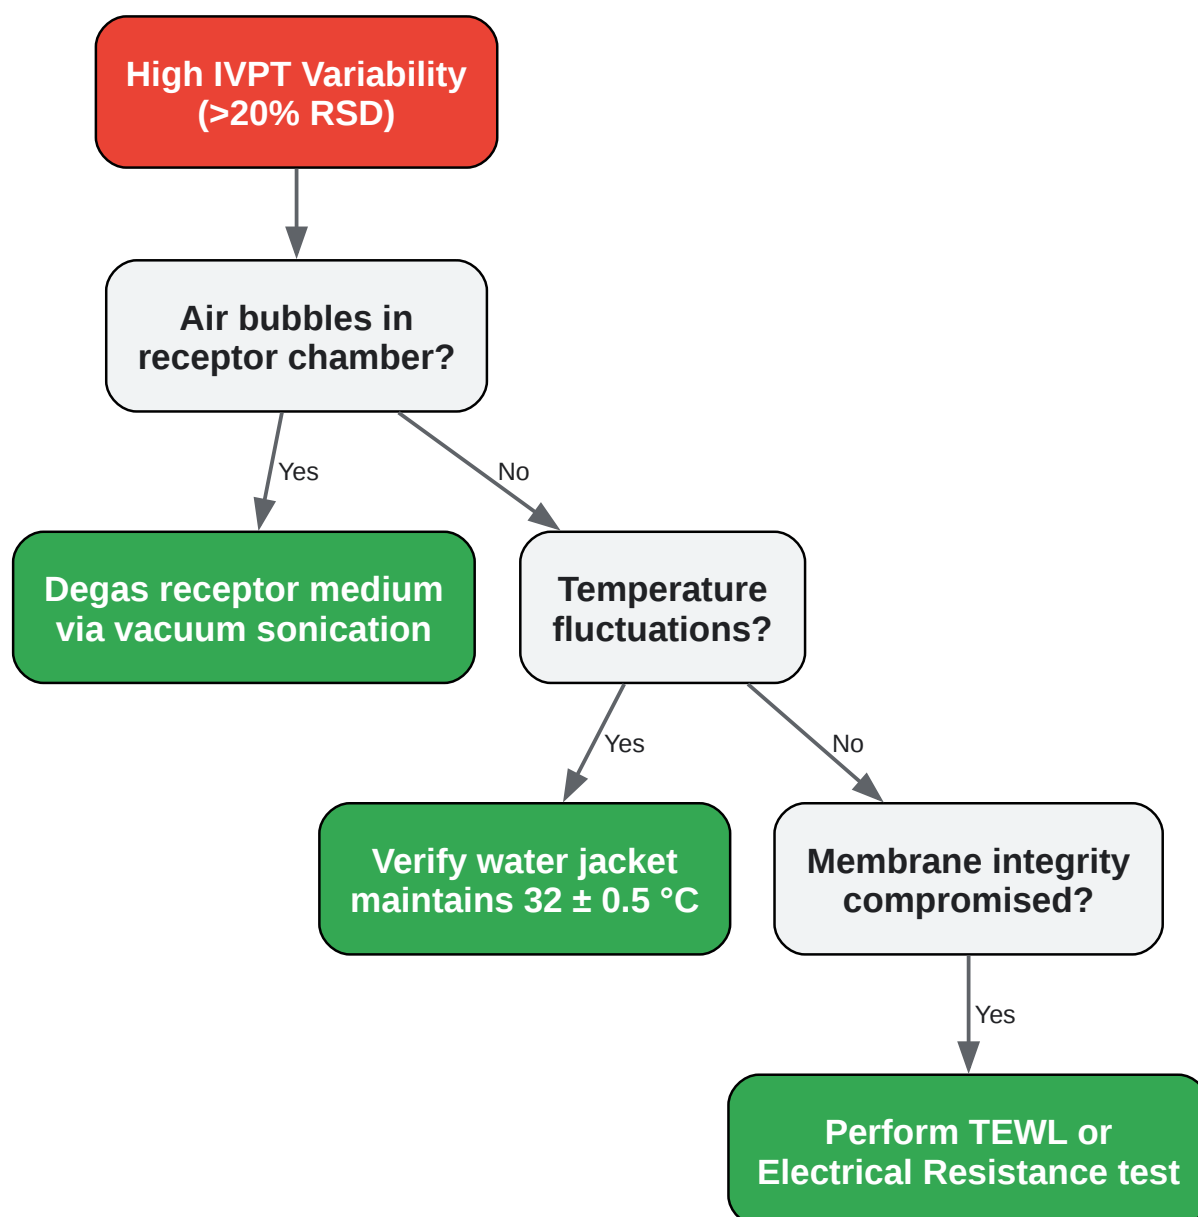 High IVPT Variability
(>20% RSD)
Air bubbles in
receptor chamber?
Yes
No
Degas receptor medium
via vacuum sonication
Temperature
fluctuations?
Yes
No
Verify water jacket
maintains 32 ± 0.5 °C
Membrane integrity
compromised?
Yes
Perform TEWL or
Electrical Resistance test